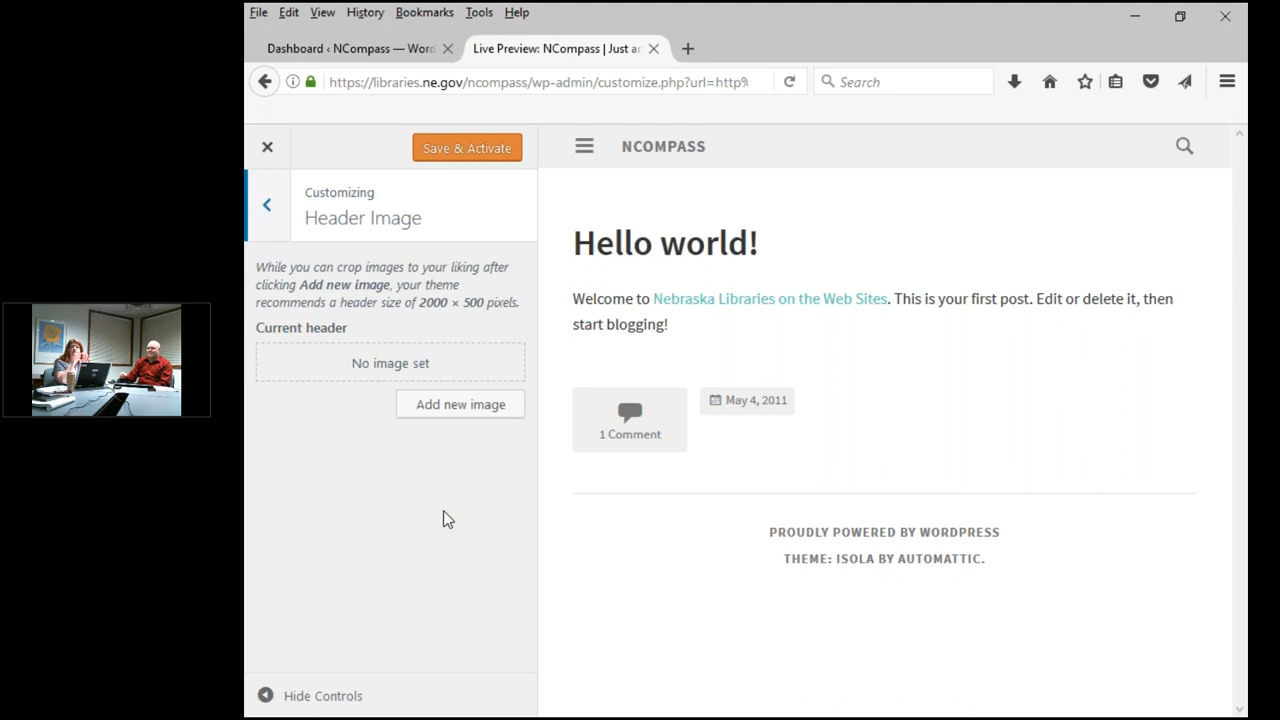 File Edit View History Bookmarks Tools Help
Dashboard ‹ NCompass — Word
Live Preview: NCompass | Just a
https://libraries.ne.gov/ncompass/wp-admin/customize.php?url=http%
Search
Save & Activate
NCOMPASS
Customizing
Header Image
While you can crop images to your liking after
clicking Add new image, your theme
recommends a header size of 2000 × 500 pixels.
Current header
No image set
Add new image
Hello world!
Welcome to Nebraska Libraries on the Web Sites. This is your first post. Edit or delete it, then
start blogging!
1 Comment
May 4, 2011
PROUDLY POWERED BY WORDPRESS
THEME: ISOLA BY AUTOMATTIC.
Hide Controls